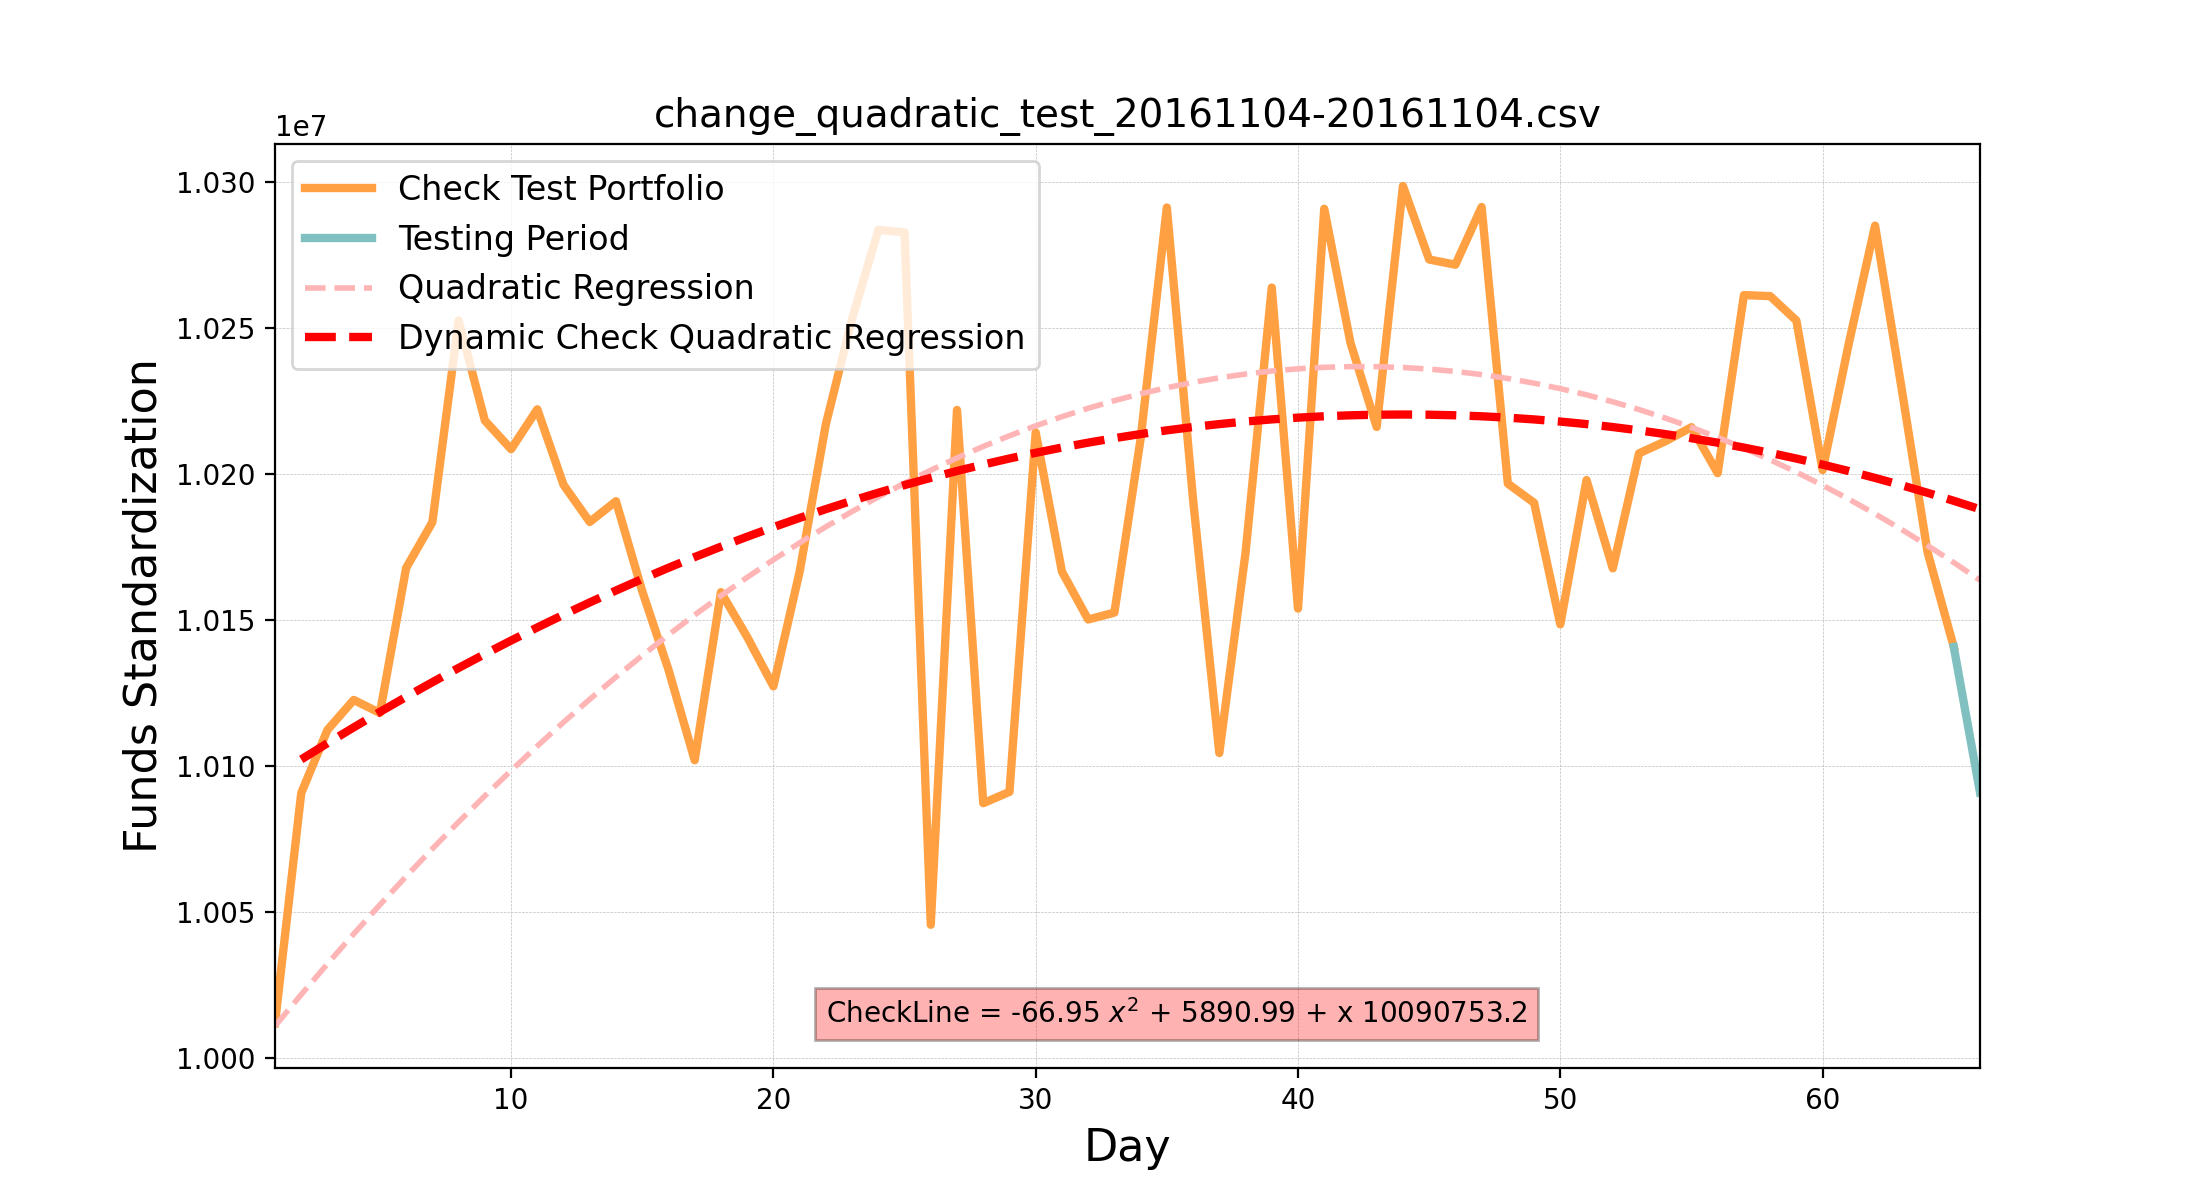 change_quadratic_test_20161104-20161104.csv
1e7
Check Test Portfolio
Testing Period
Quadratic Regression
Dynamic Check Quadratic Regression
1.030
1.025
1.020
1.015
1.010
1.005
1.000
Funds Standardization
CheckLine = -66.95 x² + 5890.99 + x 10090753.2
10 20 30 40 50 60
Day